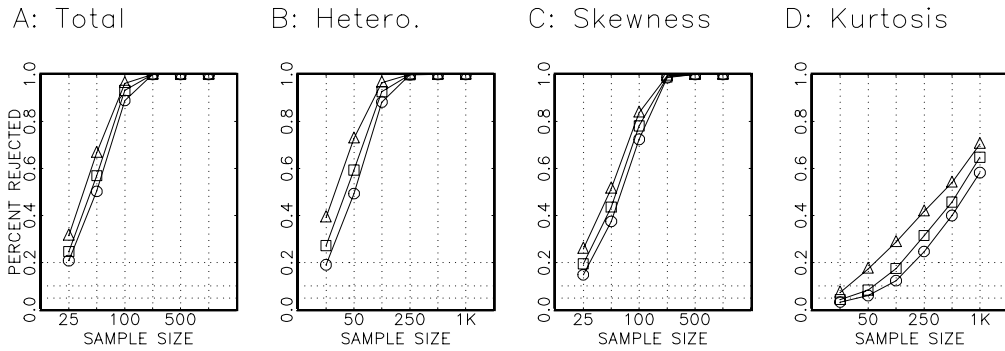 A: Total
B: Hetero.
C: Skewness
D: Kurtosis
PERCENT REJECTED
0 0.2 0.4 0.6 0.8 1.0
0 0.2 0.4 0.6 0.8 1.0
0 0.2 0.4 0.6 0.8 1.0
0 0.2 0.4 0.6 0.8 1.0
25 100 500
50 250 1K
25 100 500
50 250 1K
SAMPLE SIZE
SAMPLE SIZE
SAMPLE SIZE
SAMPLE SIZE